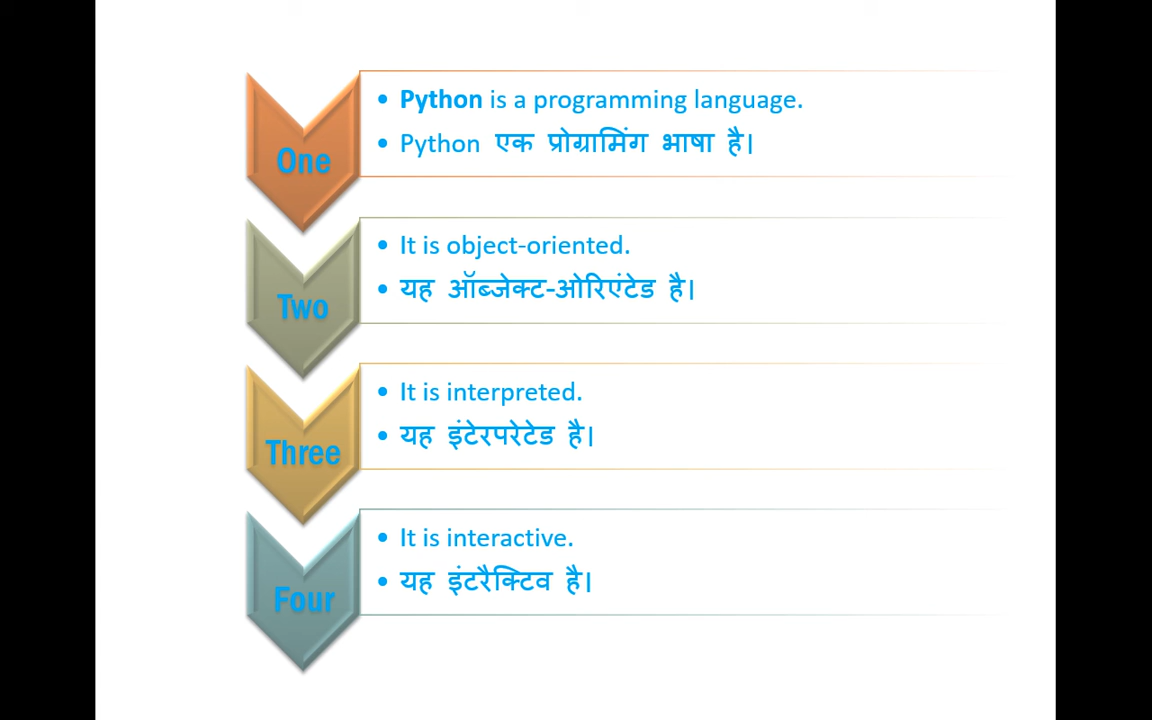 One
Python is a programming language.
Python एक प्रोग्रामिंग भाषा है।
Two
It is object-oriented.
यह ऑब्जेक्ट-ओरिएंटेड है।
Three
It is interpreted.
यह इंटेरपरेटेड है।
Four
It is interactive.
यह इंटरैक्टिव है।